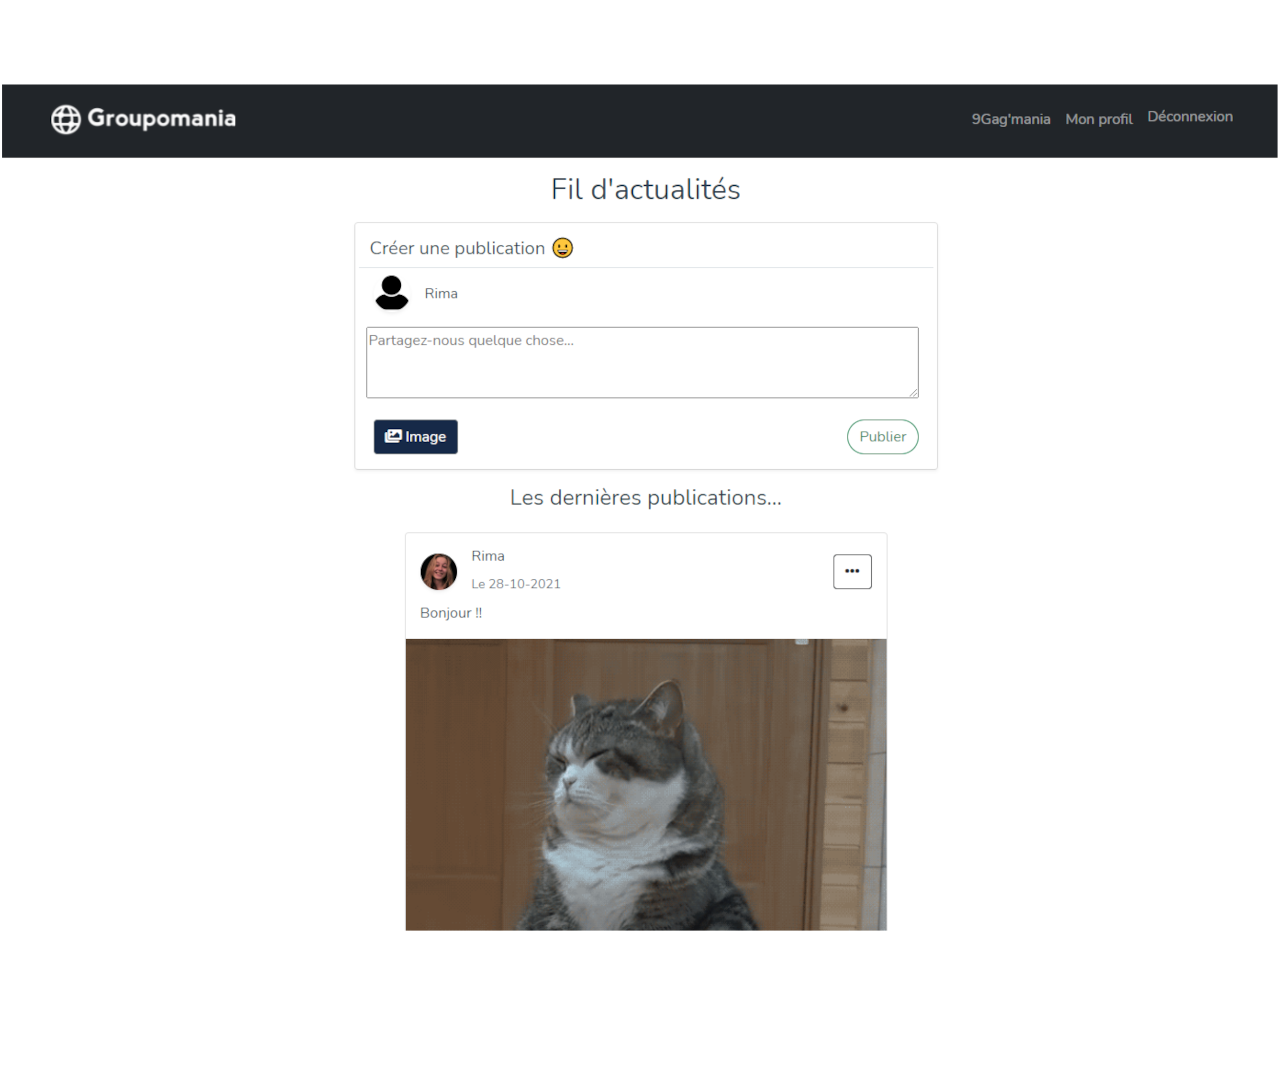 Groupomania
9Gag'mania Mon profil Déconnexion
Fil d'actualités
Créer une publication 😀
Rima
Partagez-nous quelque chose...
Image
Publier
Les dernières publications...
Rima
Le 28-10-2021
Bonjour !!